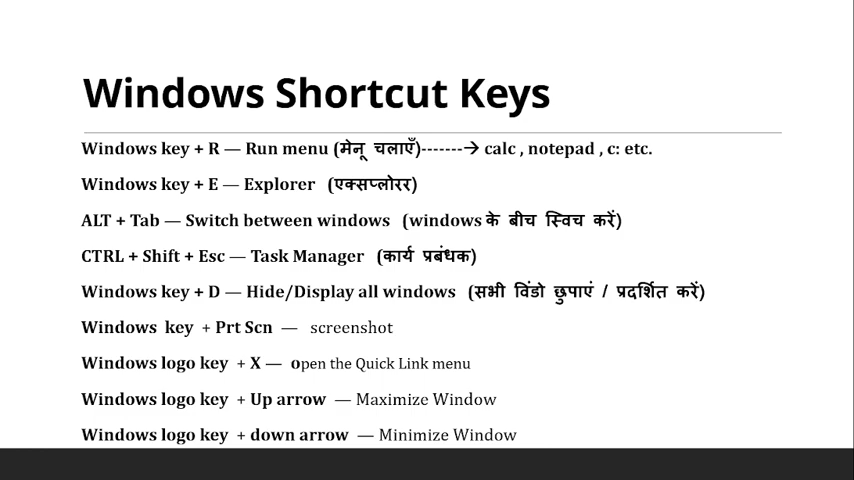 Windows Shortcut Keys
Windows key + R — Run menu (मेनू चलाएँ)-------→ calc , notepad , c: etc.
Windows key + E — Explorer (एक्सप्लोरर)
ALT + Tab — Switch between windows (windows के बीच स्विच करें)
CTRL + Shift + Esc — Task Manager (कार्य प्रबंधक)
Windows key + D — Hide/Display all windows (सभी विंडो छुपाएं / प्रदर्शित करें)
Windows key + Prt Scn — screenshot
Windows logo key + X — open the Quick Link menu
Windows logo key + Up arrow — Maximize Window
Windows logo key + down arrow — Minimize Window